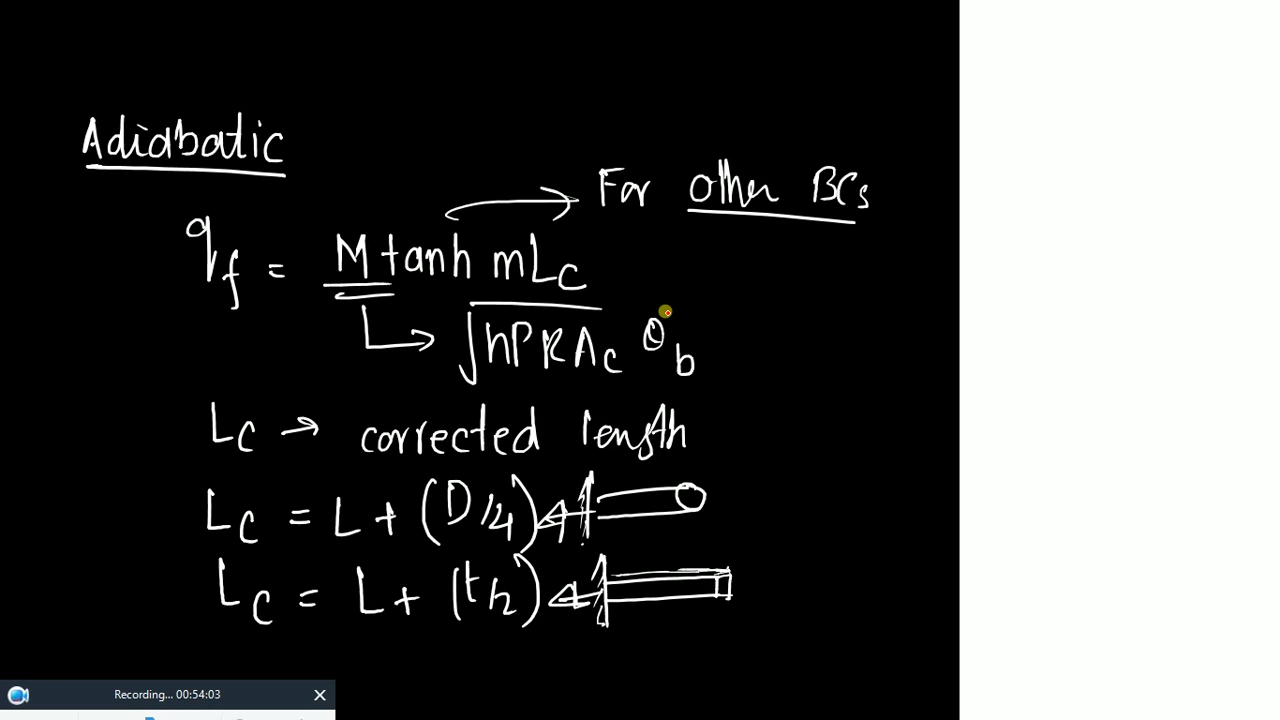 Adiabatic
For other BCs
qf = M tanh mLc
√hPkAc θb
Lc → corrected length
Lc = L + (D/4)
Lc = L + (t/2)
Recording... 00:54:03